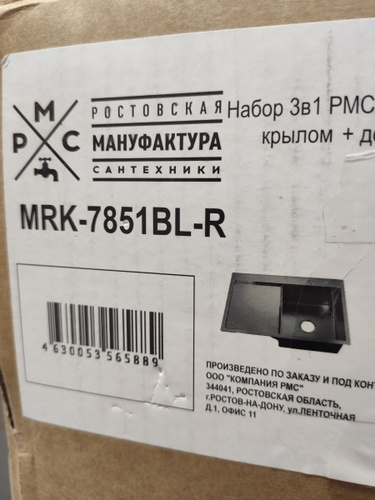 РМС
РОСТОВСКАЯ
МАНУФАКТУРА
САНТЕХНИКИ
Набор 3в1 РМС
крылом +
MRK-7851BL-R
4630053565889
ПРОИЗВЕДЕНО ПО ЗАКАЗУ И ПОД
ООО "КОМПАНИЯ РМС"
344041, РОСТОВСКАЯ ОБЛАСТЬ,
г.РОСТОВ-НА-ДОНУ, ул.ЛЕНТОЧНАЯ
Д.1, ОФИС 11